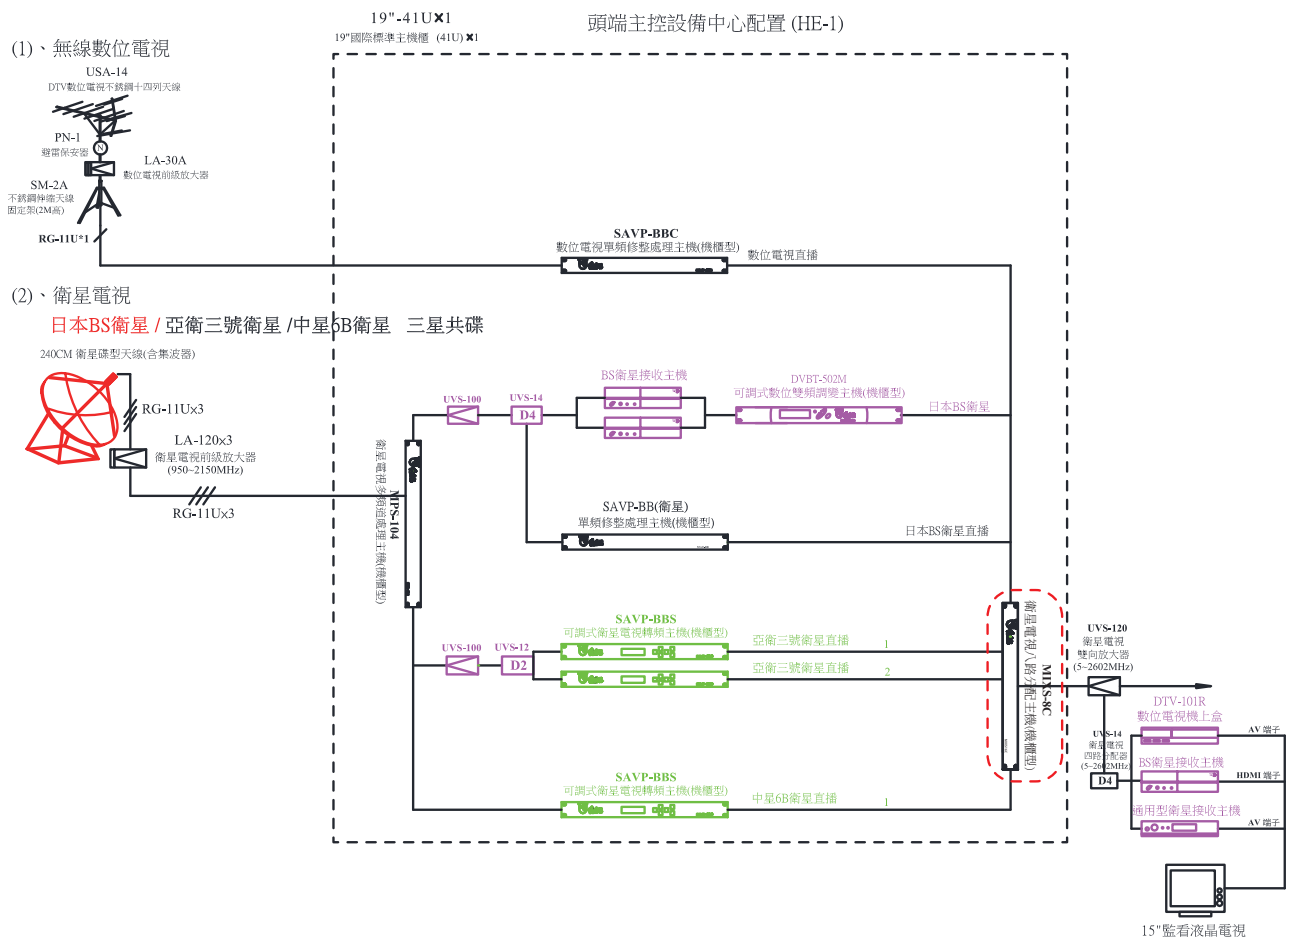 19"-41U×1
19"國際標準主機櫃 (41U) ×1
頭端主控設備中心配置 (HE-1)
(1)、無線數位電視
USA-14
DTV數位電視不銹鋼十四列天線
PN-1
避雷保安器
N
LA-30A
數位電視前級放大器
SM-2A
不銹鋼伸縮天線
固定架(2M高)
RG-11U*1
SAVP-BBC
數位電視單頻修整處理主機(機櫃型)
數位電視直播
(2)、衛星電視
日本BS衛星 / 亞衛三號衛星 /中星6B衛星 三星共碟
240CM 衛星碟型天線(含集波器)
RG-11Ux3
LA-120x3
衛星電視前級放大器
(950~2150MHz)
RG-11Ux3
MPS-104
衛星電視多頻道處理主機(機櫃型)
UVS-100
UVS-14
D4
BS衛星接收主機
DVBT-502M
可調式數位雙頻調變主機(機櫃型)
日本BS衛星
SAVP-BB(衛星)
單頻修整處理主機(機櫃型)
日本BS衛星直播
UVS-100
UVS-12
D2
SAVP-BBS
可調式衛星電視轉頻主機(機櫃型)
亞衛三號衛星直播 1
亞衛三號衛星直播 2
SAVP-BBS
可調式衛星電視轉頻主機(機櫃型)
中星6B衛星直播 1
衛星電視八路分配主機(機櫃型)
MIXS-8C
UVS-120
衛星電視
雙向放大器
(5~2602MHz)
UVS-14
衛星電視
四路分配器
(5~2602MHz)
D4
DTV-101R
數位電視機上盒
AV 端子
BS衛星接收主機
HDMI 端子
通用型衛星接收主機
AV 端子
15"監看液晶電視